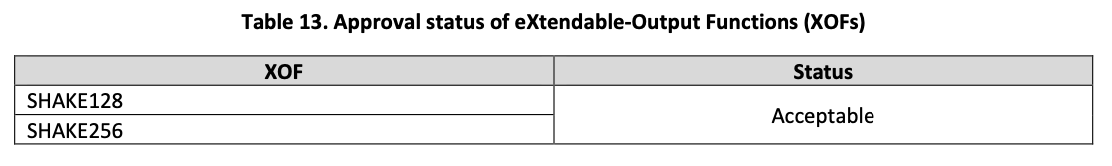 Table 13. Approval status of eXtendable-Output Functions (XOFs)
XOF Status
SHAKE128
Acceptable
SHAKE256